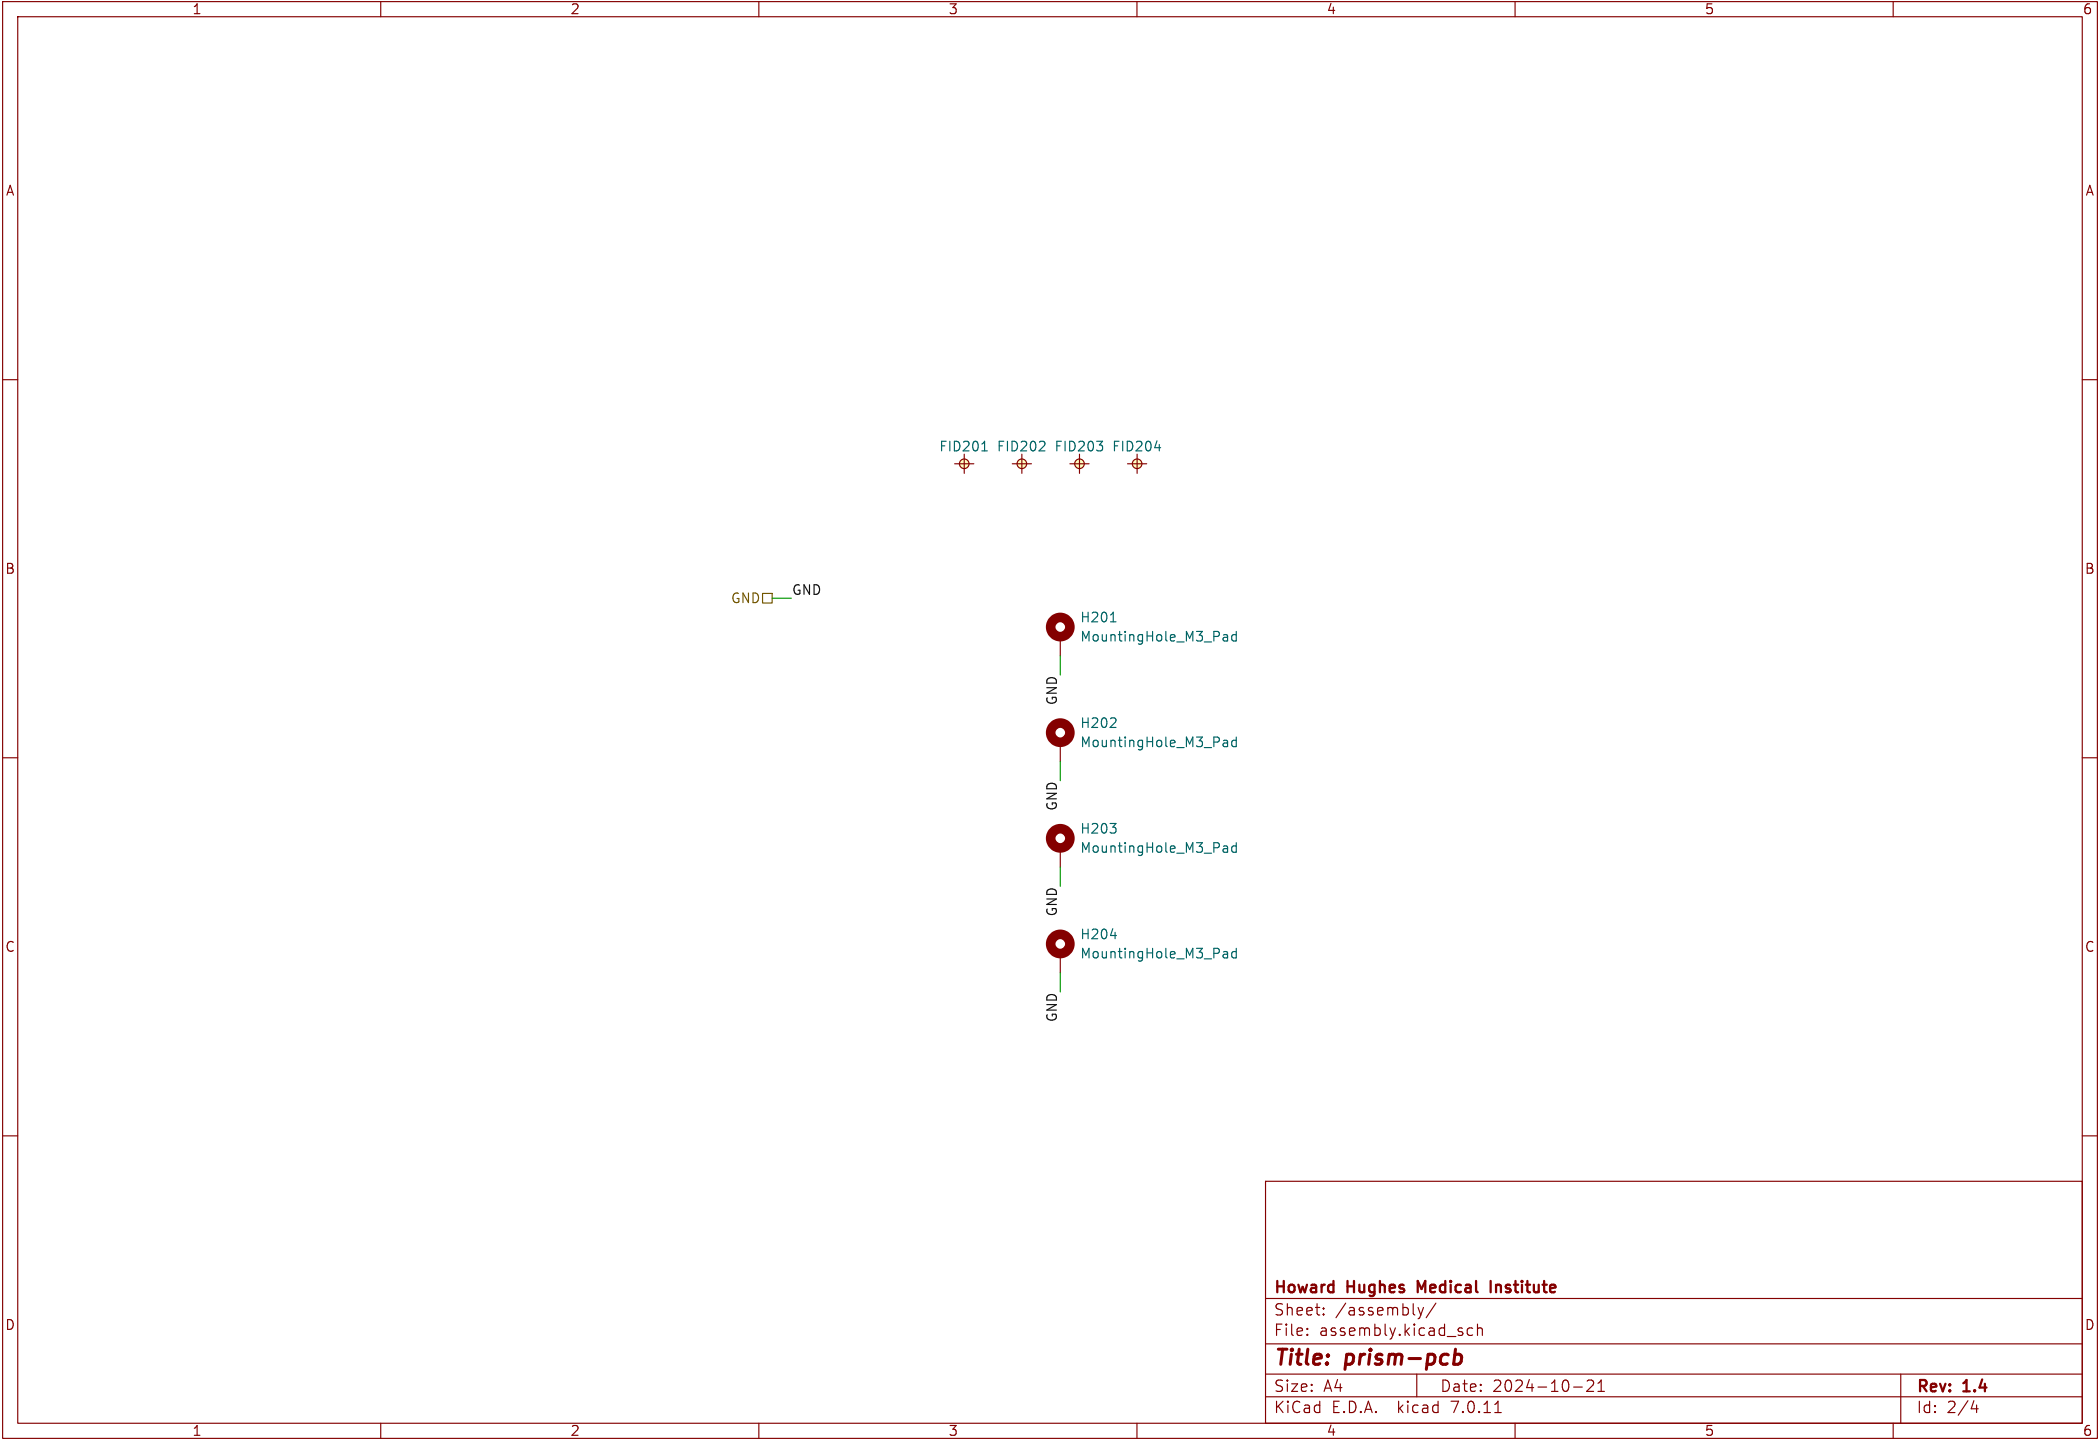 1 2 3 4 5 6
A A
FID201 FID202 FID203 FID204
B B
GND GND
H201
MountingHole_M3_Pad
GND
H202
MountingHole_M3_Pad
GND
H203
MountingHole_M3_Pad
GND
H204
MountingHole_M3_Pad
GND
C C
Howard Hughes Medical Institute
Sheet: /assembly/
File: assembly.kicad_sch
D D
Title: prism-pcb
Size: A4 Date: 2024-10-21 Rev: 1.4
KiCad E.D.A. kicad 7.0.11 Id: 2/4
1 2 3 4 5 6